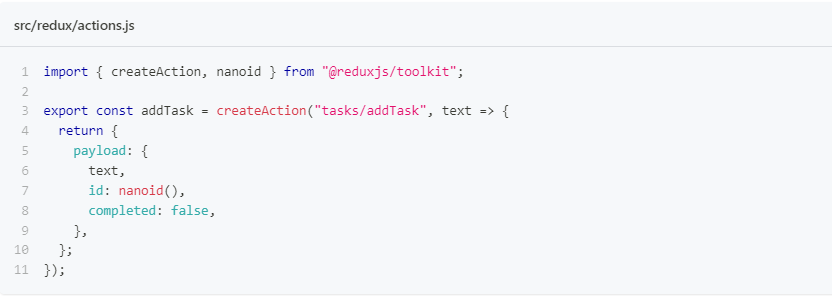 src/redux/actions.js
1 import { createAction, nanoid } from "@reduxjs/toolkit";
2
3 export const addTask = createAction("tasks/addTask", text => {
4   return {
5     payload: {
6       text,
7       id: nanoid(),
8       completed: false,
9     },
10   };
11 });